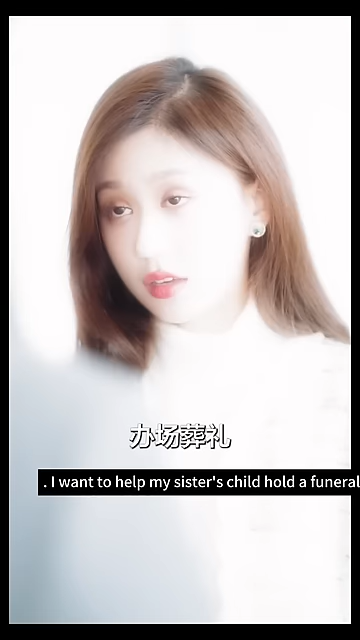 办场葬礼
. I want to help my sister's child hold a funeral